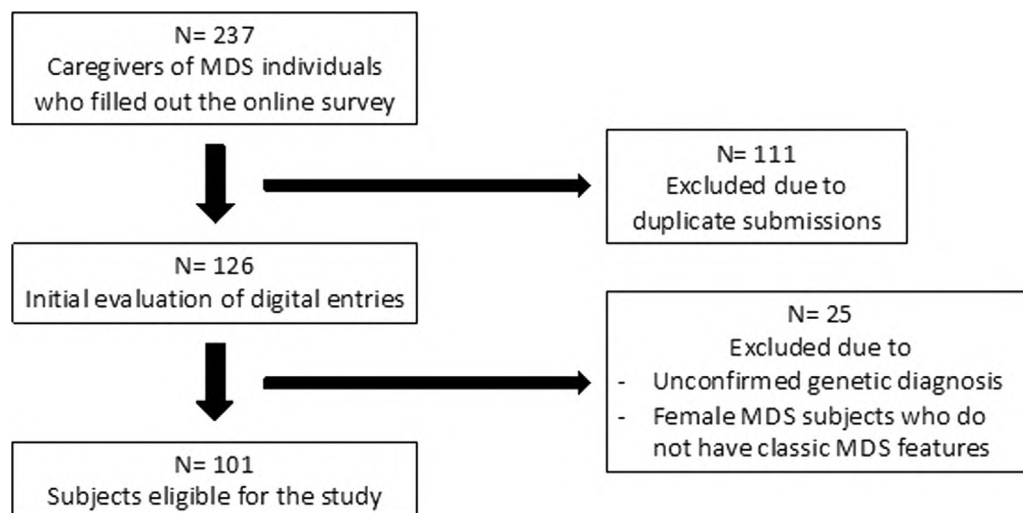 N= 237
Caregivers of MDS individuals
who filled out the online survey
N= 111
Excluded due to
duplicate submissions
N= 126
Initial evaluation of digital entries
N= 25
Excluded due to
- Unconfirmed genetic diagnosis
- Female MDS subjects who do
not have classic MDS features
N= 101
Subjects eligible for the study